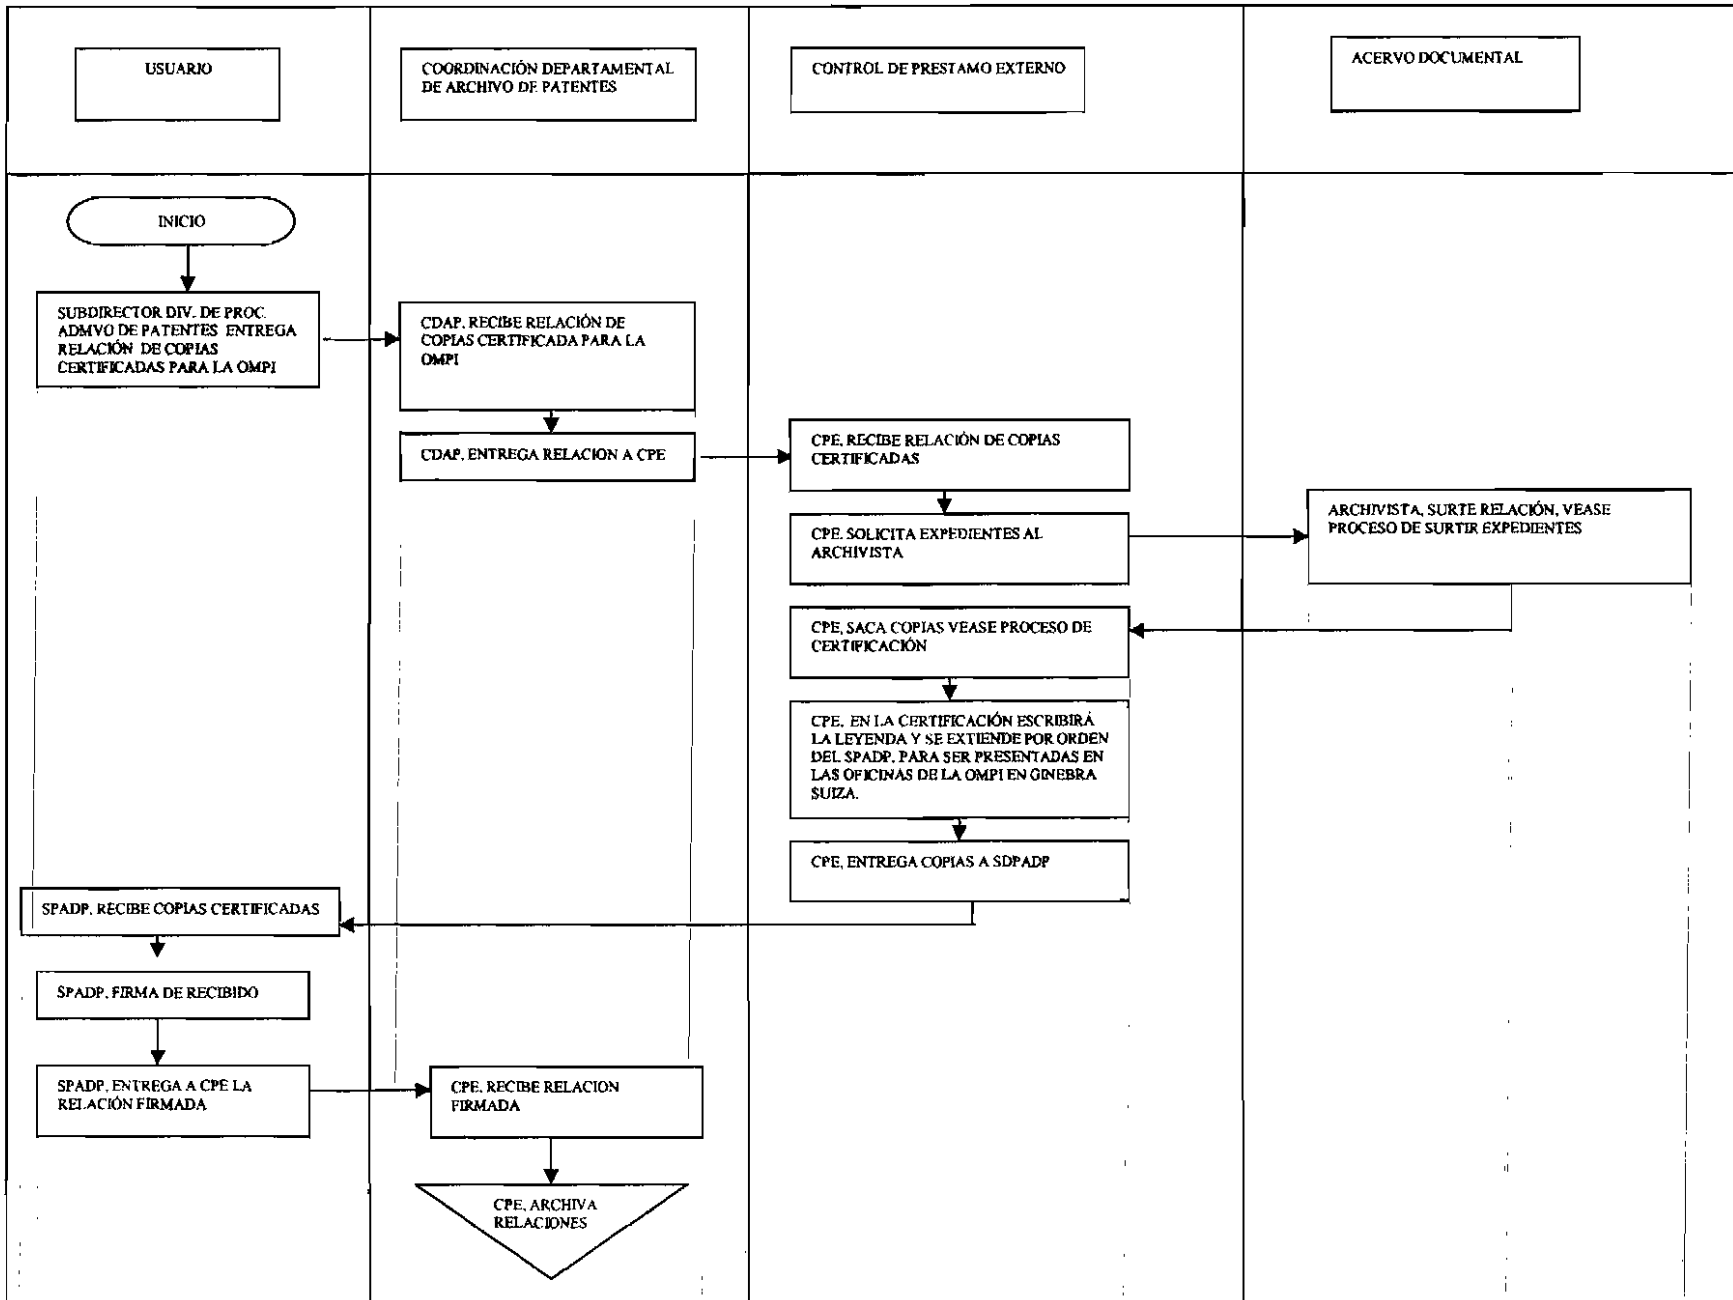 USUARIO
COORDINACIÓN DEPARTAMENTAL
DE ARCHIVO DE PATENTES
CONTROL DE PRESTAMO EXTERNO
ACERVO DOCUMENTAL
INICIO
SUBDIRECTOR DIV. DE PROC.
ADMVO DE PATENTES ENTREGA
RELACIÓN DE COPIAS
CERTIFICADAS PARA LA OMPI
CDAP, RECIBE RELACIÓN DE
COPIAS CERTIFICADA PARA LA
OMPI
CDAP, ENTREGA RELACION A CPE
CPE, RECIBE RELACIÓN DE COPIAS
CERTIFICADAS
CPE, SOLICITA EXPEDIENTES AL
ARCHIVISTA
ARCHIVISTA, SURTE RELACIÓN, VEASE
PROCESO DE SURTIR EXPEDIENTES
CPE, SACA COPIAS VEASE PROCESO DE
CERTIFICACIÓN
CPE, EN LA CERTIFICACIÓN ESCRIBIRÁ
LA LEYENDA Y SE EXTIENDE POR ORDEN
DEL SPADP, PARA SER PRESENTADAS EN
LAS OFICINAS DE LA OMPI EN GINEBRA
SUIZA.
CPE, ENTREGA COPIAS A SDPADP
SPADP, RECIBE COPIAS CERTIFICADAS
SPADP, FIRMA DE RECIBIDO
SPADP, ENTREGA A CPE LA
RELACIÓN FIRMADA
CPE, RECIBE RELACION
FIRMADA
CPE, ARCHIVA
RELACIONES